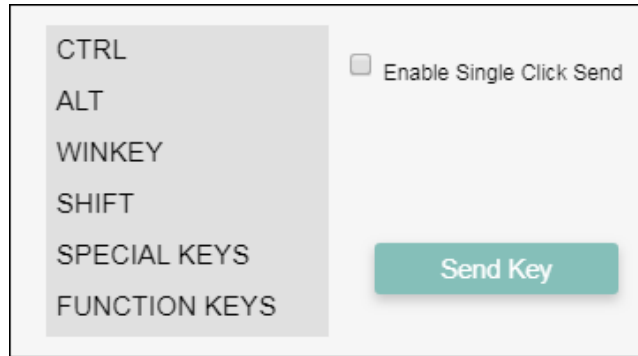 CTRL
Enable Single Click Send
ALT
WINKEY
SHIFT
SPECIAL KEYS
Send Key
FUNCTION KEYS